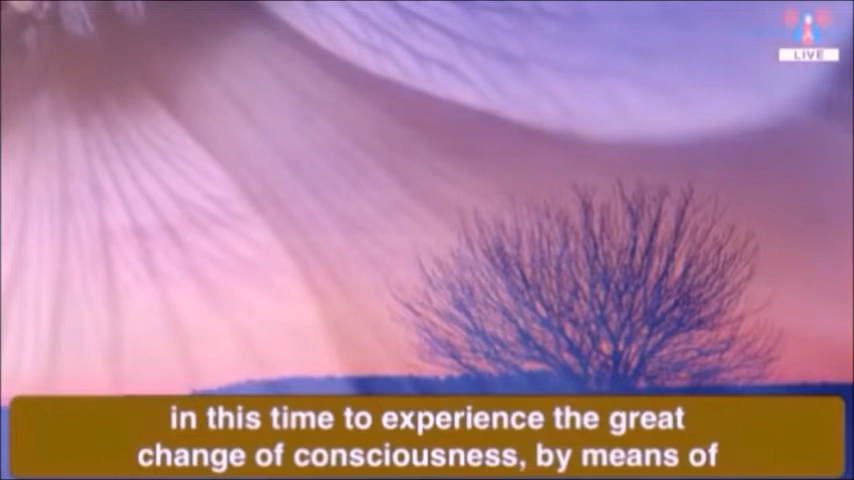 LIVE
in this time to experience the great
change of consciousness, by means of